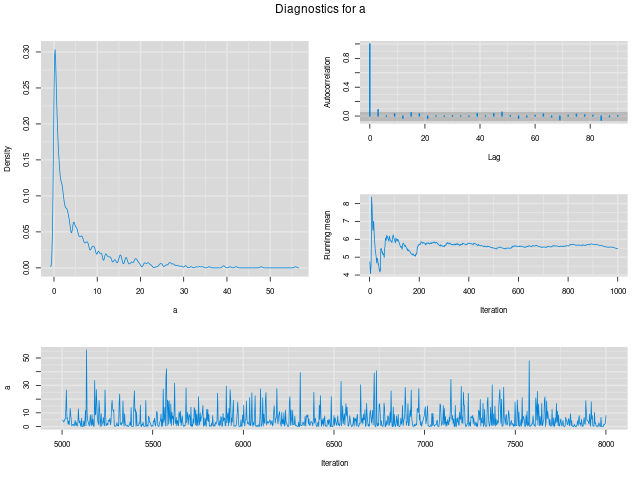 Diagnostics for a
Density
0.00 0.05 0.10 0.15 0.20 0.25 0.30
0 10 20 30 40 50
a
Autocorrelation
0.0 0.4 0.8
0 20 40 60 80
Lag
Running mean
4 5 6 7 8
0 200 400 600 800 1000
Iteration
a
0 10 30 50
5000 5500 6000 6500 7000 7500 8000
Iteration